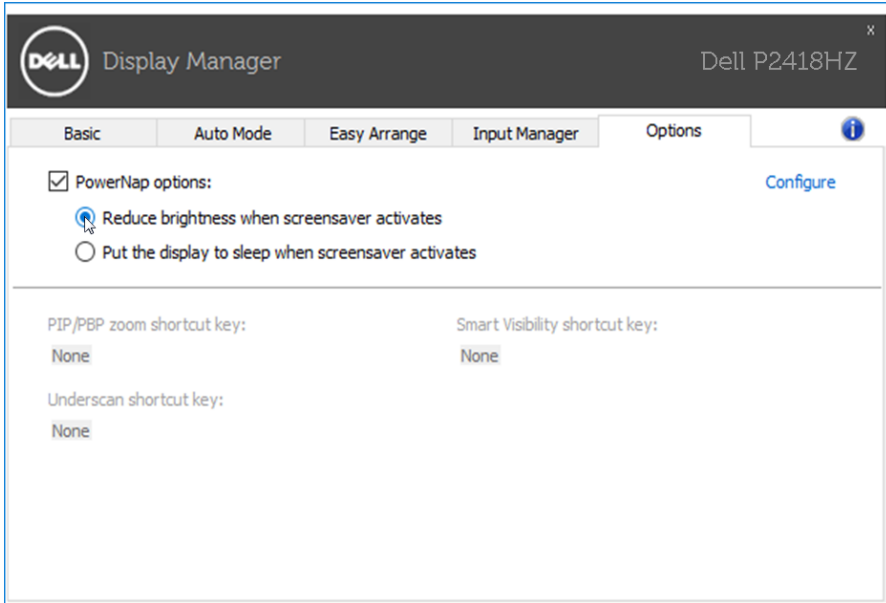 DELL Display Manager Dell P2418HZ x
Basic Auto Mode Easy Arrange Input Manager Options i
PowerNap options: Configure
Reduce brightness when screensaver activates
Put the display to sleep when screensaver activates
PIP/PBP zoom shortcut key: Smart Visibility shortcut key:
None None
Underscan shortcut key:
None